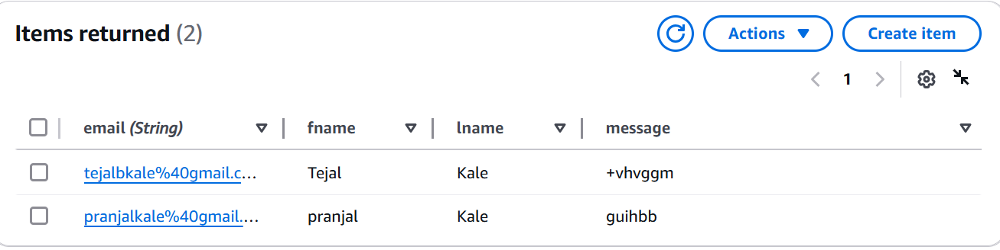 Items returned (2)
Actions
Create item
1
email (String) fname lname message
tejalbkale%40gmail.c... Tejal Kale +vhvggm
pranjalkale%40gmail.... pranjal Kale guihbb